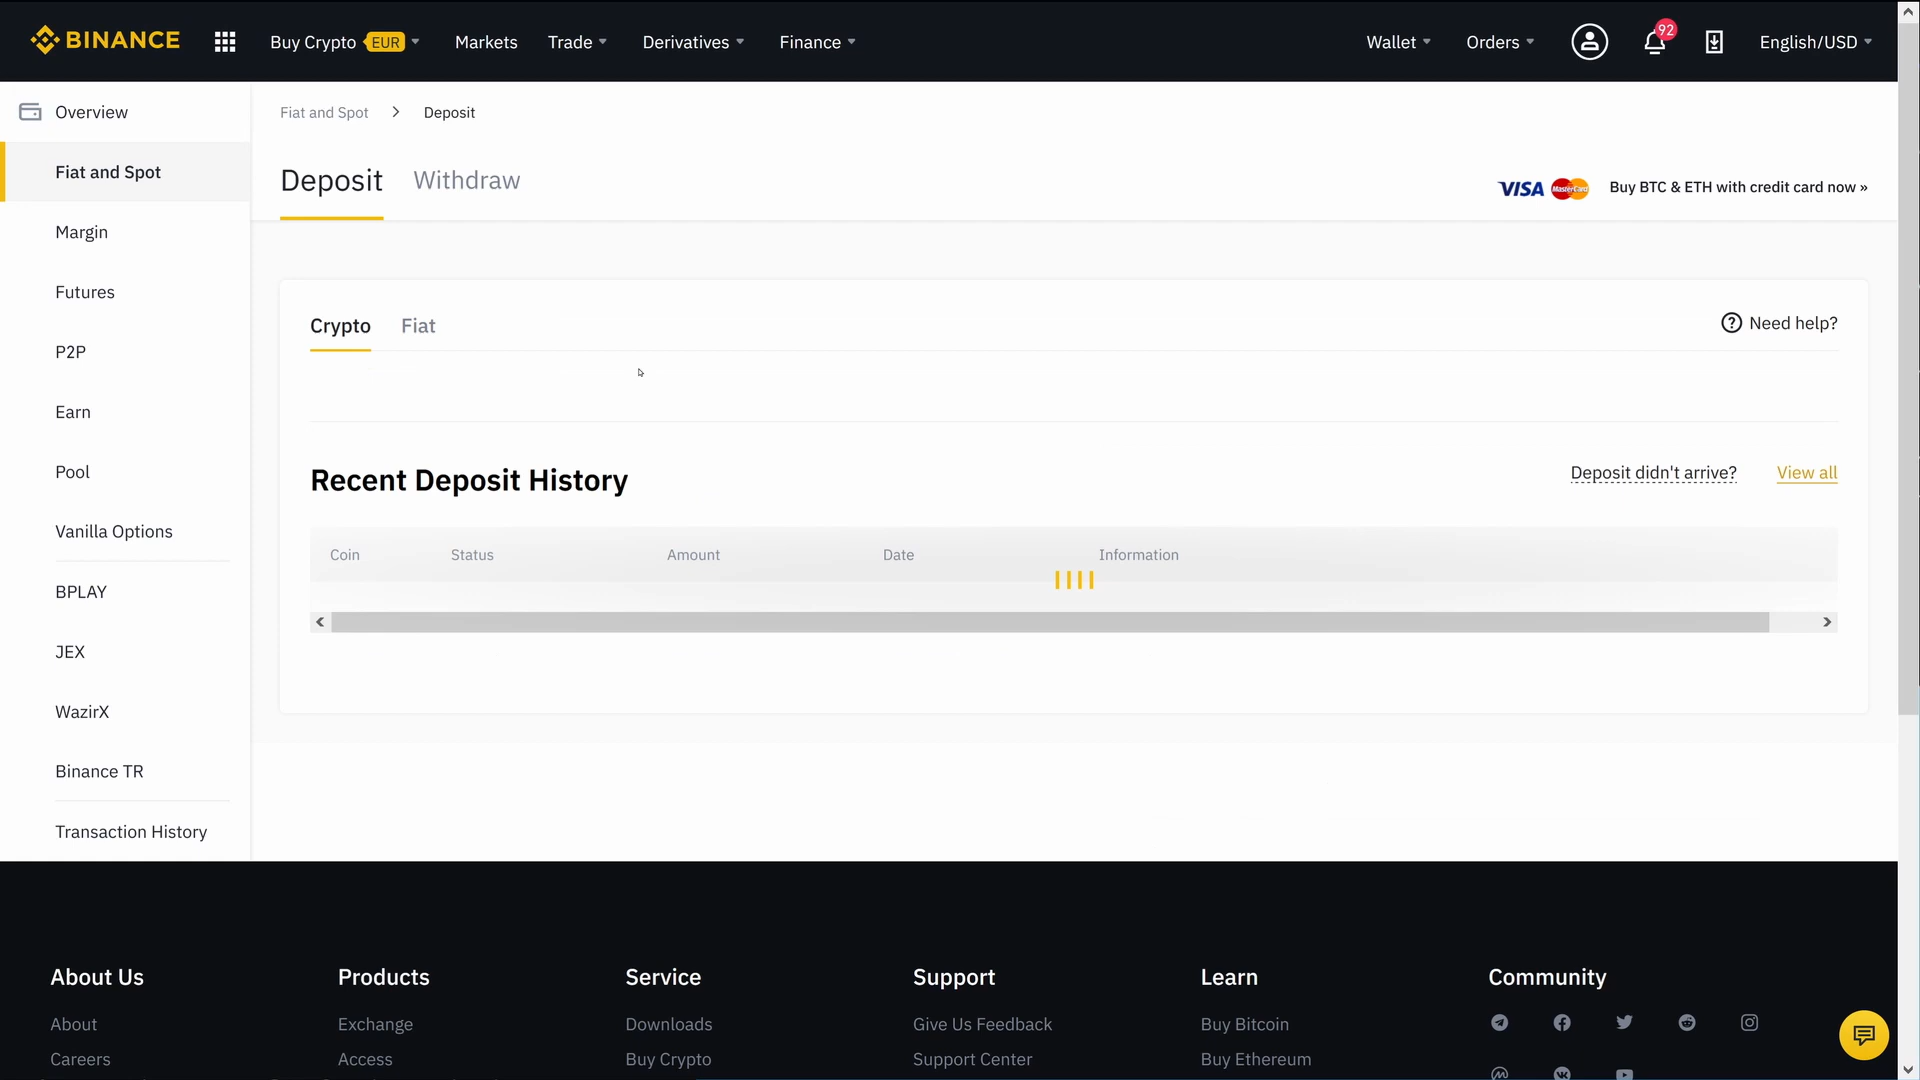 BINANCE
Buy Crypto EUR
Markets
Trade
Derivatives
Finance
Wallet
Orders
92
English/USD
Overview
Fiat and Spot
Margin
Futures
P2P
Earn
Pool
Vanilla Options
BPLAY
JEX
WazirX
Binance TR
Transaction History
Fiat and Spot > Deposit
Deposit
Withdraw
VISA MasterCard
Buy BTC & ETH with credit card now »
Crypto
Fiat
? Need help?
Recent Deposit History
Deposit didn't arrive?
View all
Coin Status Amount Date Information
About Us
About
Careers
Products
Exchange
Access
Service
Downloads
Buy Crypto
Support
Give Us Feedback
Support Center
Learn
Buy Bitcoin
Buy Ethereum
Community